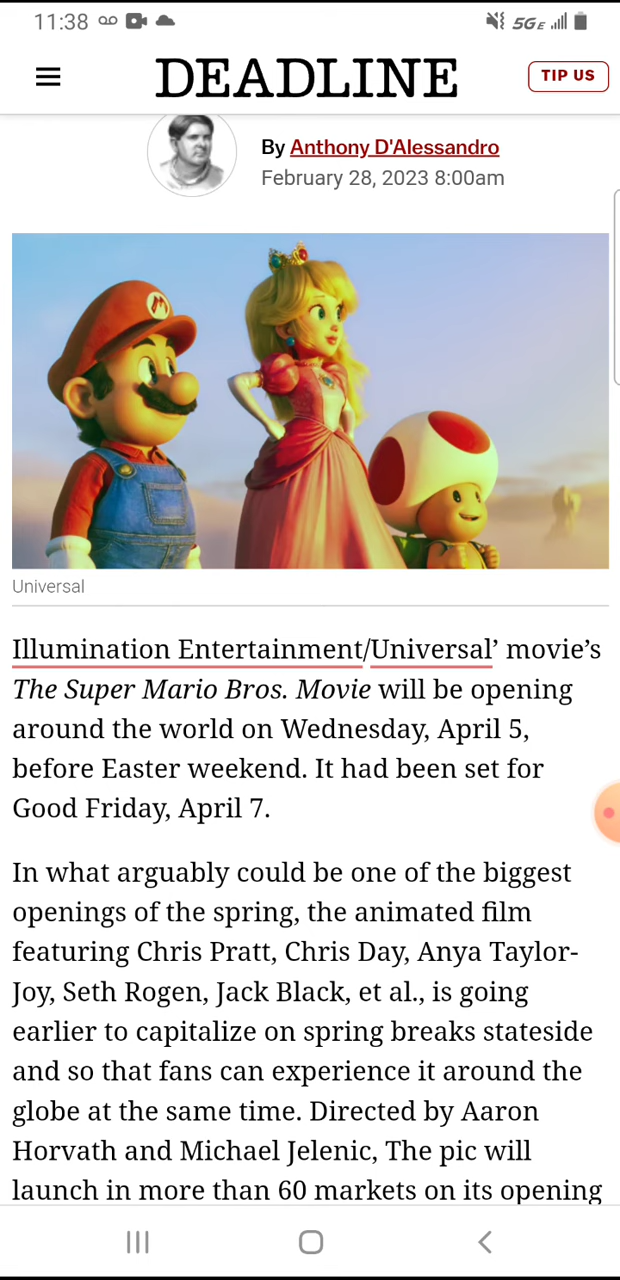 11:38
5GE
DEADLINE
TIP US
By Anthony D'Alessandro
February 28, 2023 8:00am
Universal
Illumination Entertainment/Universal’ movie’s
The Super Mario Bros. Movie will be opening
around the world on Wednesday, April 5,
before Easter weekend. It had been set for
Good Friday, April 7.
In what arguably could be one of the biggest
openings of the spring, the animated film
featuring Chris Pratt, Chris Day, Anya Taylor-
Joy, Seth Rogen, Jack Black, et al., is going
earlier to capitalize on spring breaks stateside
and so that fans can experience it around the
globe at the same time. Directed by Aaron
Horvath and Michael Jelenic, The pic will
launch in more than 60 markets on its opening